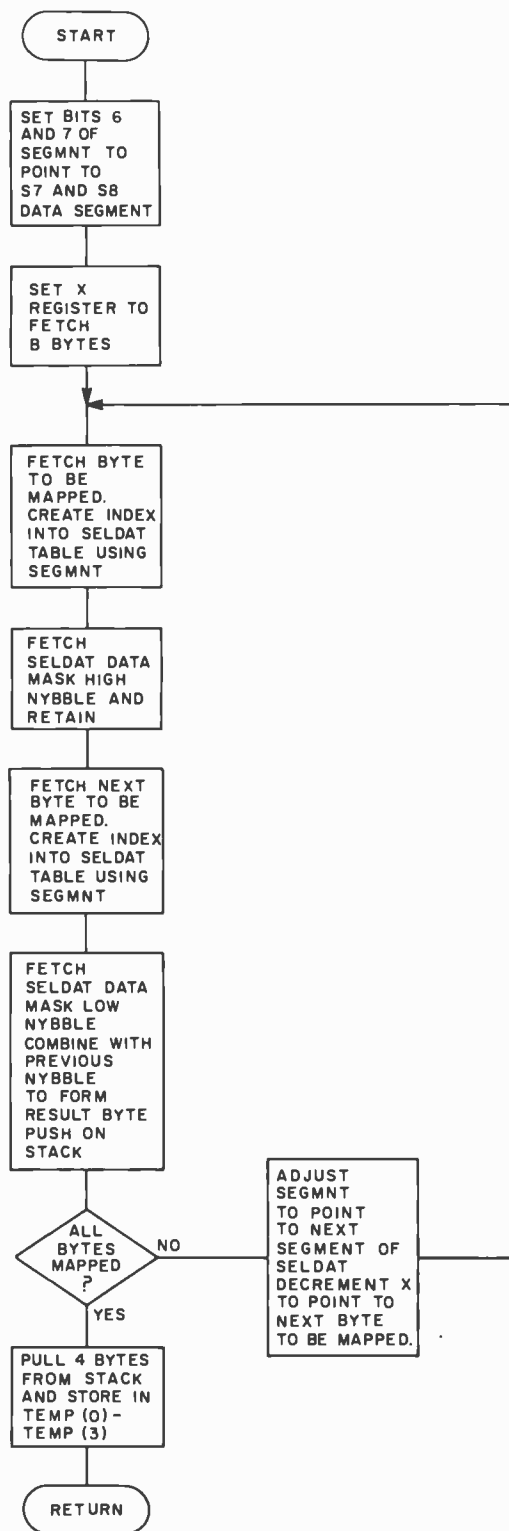 START
SET BITS 6
AND 7 OF
SEGMNT TO
POINT TO
S7 AND S8
DATA SEGMENT
SET X
REGISTER TO
FETCH
B BYTES
FETCH BYTE
TO BE
MAPPED.
CREATE INDEX
INTO SELDAT
TABLE USING
SEGMNT
FETCH
SELDAT DATA
MASK HIGH
NYBBLE AND
RETAIN
FETCH NEXT
BYTE TO BE
MAPPED.
CREATE INDEX
INTO SELDAT
TABLE USING
SEGMNT
FETCH
SELDAT DATA
MASK LOW
NYBBLE
COMBINE WITH
PREVIOUS
NYBBLE
TO FORM
RESULT BYTE
PUSH ON
STACK
ALL
BYTES
MAPPED
?
NO
YES
ADJUST
SEGMNT
TO POINT
TO NEXT
SEGMENT OF
SELDAT
DECREMENT X
TO POINT TO
NEXT BYTE
TO BE MAPPED.
PULL 4 BYTES
FROM STACK
AND STORE IN
TEMP (0) -
TEMP (3)
RETURN